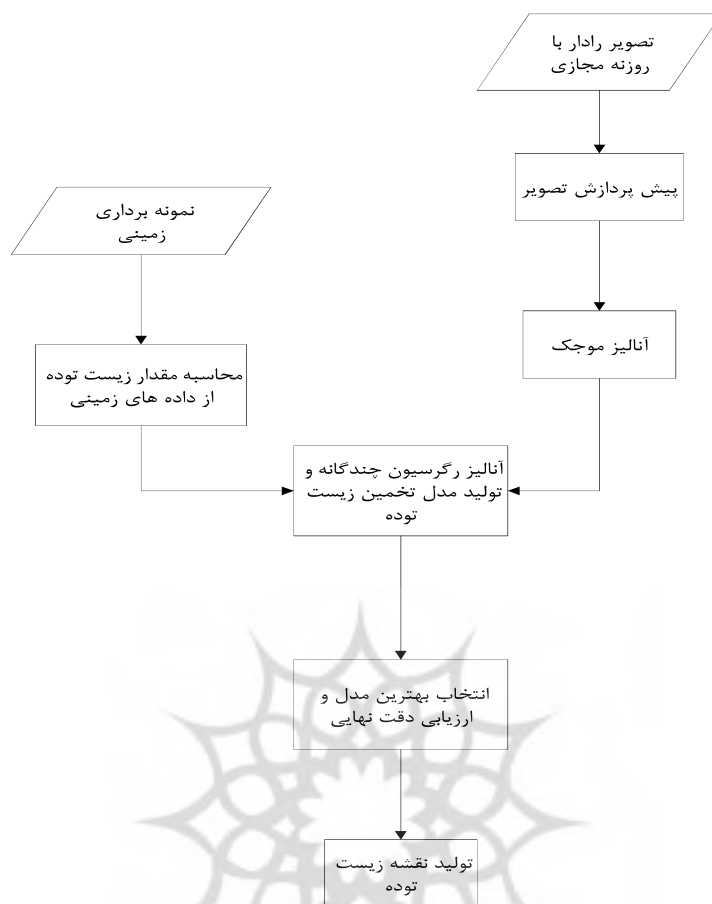 تصویر رادار با
روزنه مجازی
پیش پردازش تصویر
نمونه برداری
زمینی
آنالیز موجک
محاسبه مقدار زیست توده
از داده های زمینی
آنالیز رگرسیون چندگانه و
تولید مدل تخمین زیست
توده
انتخاب بهترین مدل و
ارزیابی دقت نهایی
تولید نقشه زیست
توده